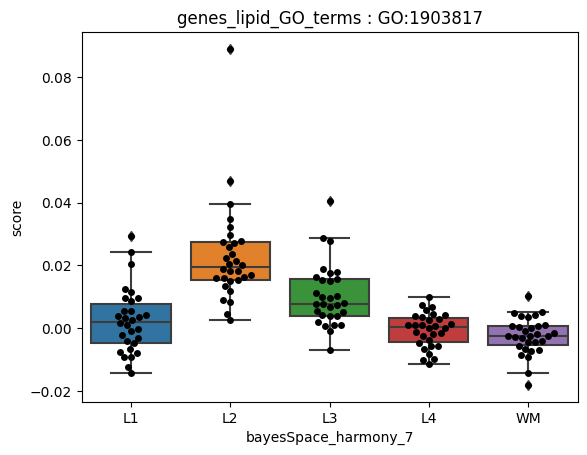 genes_lipid_GO_terms : GO:1903817
score
0.08
0.06
0.04
0.02
0.00
−0.02
L1 L2 L3 L4 WM
bayesSpace_harmony_7